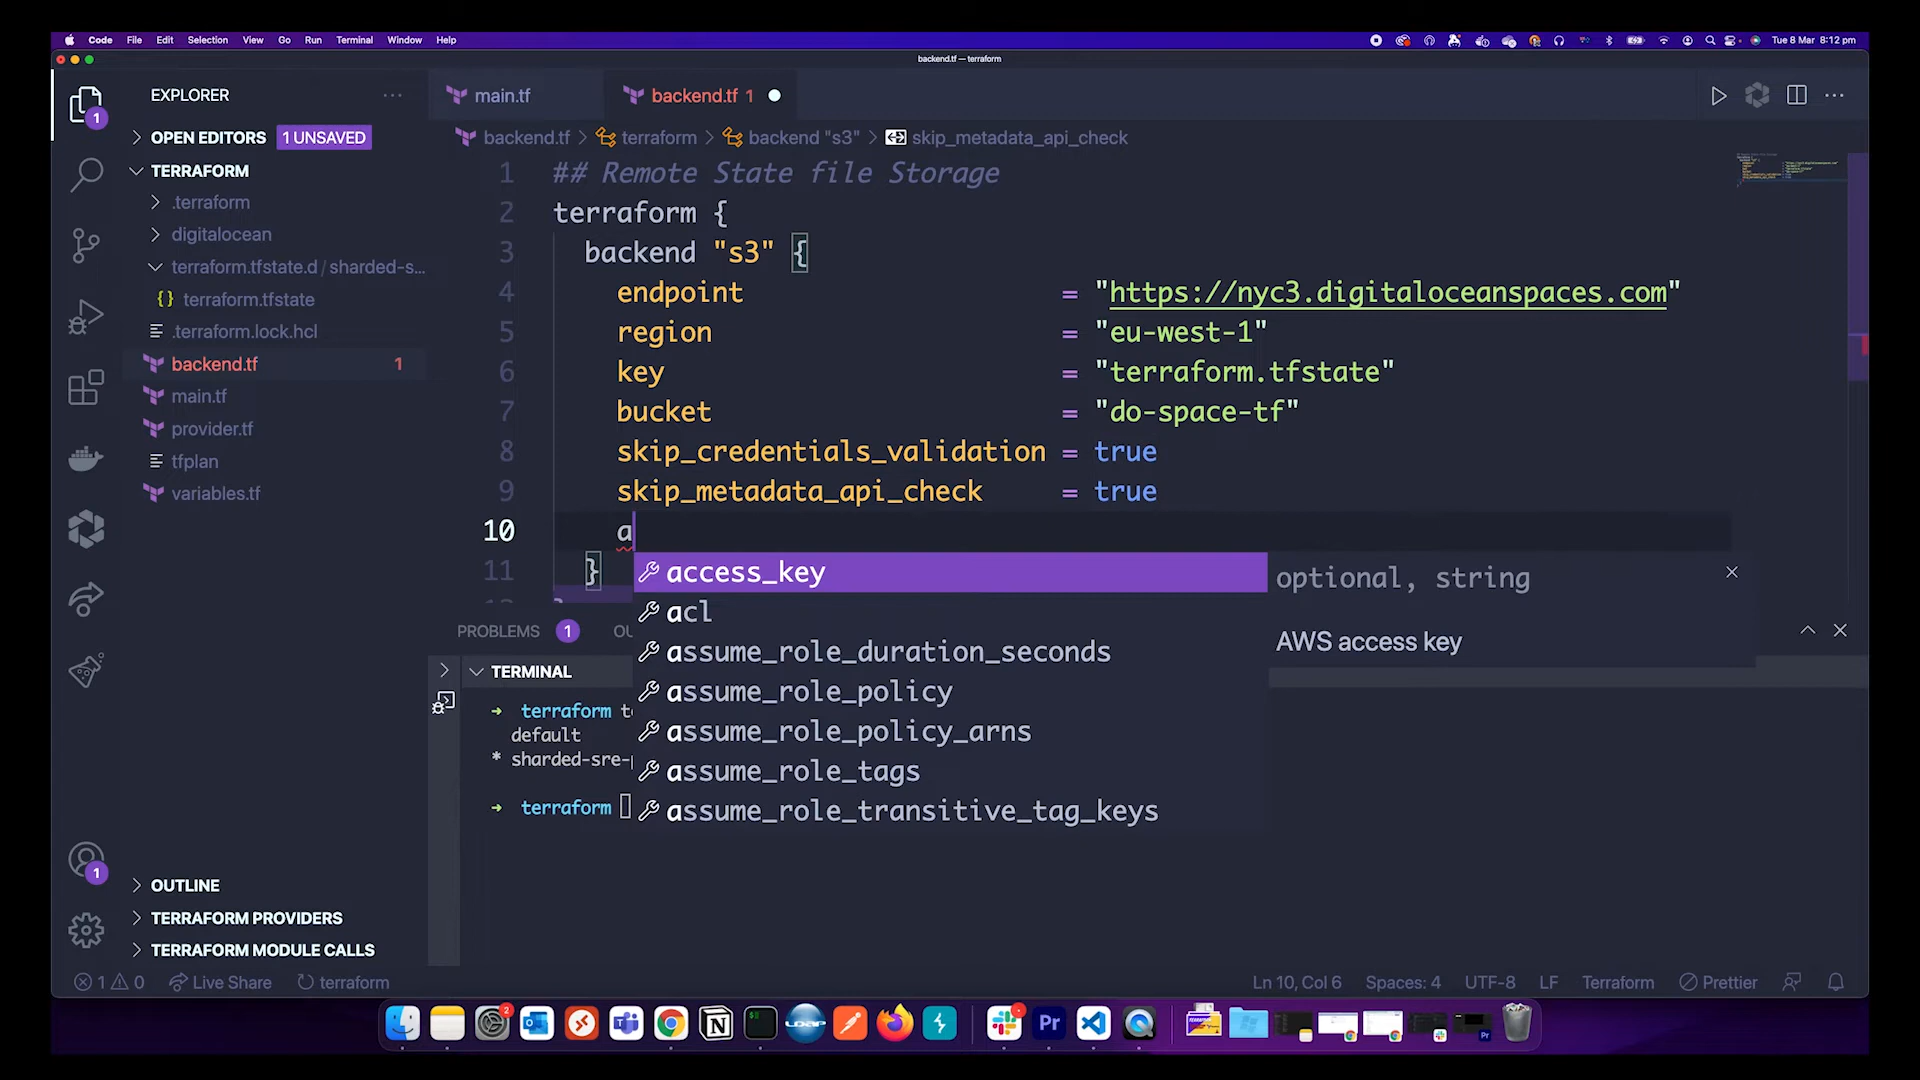 Code File Edit Selection View Go Run Terminal Window Help
Tue 8 Mar 8:12 pm
backend.tf — terraform
EXPLORER
OPEN EDITORS 1 UNSAVED
TERRAFORM
.terraform
digitalocean
terraform.tfstate.d / sharded-s...
{} terraform.tfstate
.terraform.lock.hcl
backend.tf 1
main.tf
provider.tf
tfplan
variables.tf
OUTLINE
TERRAFORM PROVIDERS
TERRAFORM MODULE CALLS
1
1
main.tf
backend.tf 1
backend.tf > terraform > backend "s3" > skip_metadata_api_check
1 ## Remote State file Storage
2 terraform {
3 backend "s3" {
4 endpoint = "https://nyc3.digitaloceanspaces.com"
5 region = "eu-west-1"
6 key = "terraform.tfstate"
7 bucket = "do-space-tf"
8 skip_credentials_validation = true
9 skip_metadata_api_check = true
10 a
11 }
access_key
acl
assume_role_duration_seconds
assume_role_policy
assume_role_policy_arns
assume_role_tags
assume_role_transitive_tag_keys
optional, string
AWS access key
PROBLEMS 1 OU
TERMINAL
→ terraform t
default
* sharded-sre-
→ terraform
1 0 Live Share terraform
Ln 10, Col 6 Spaces: 4 UTF-8 LF Terraform Prettier
2
LDAP
Pr